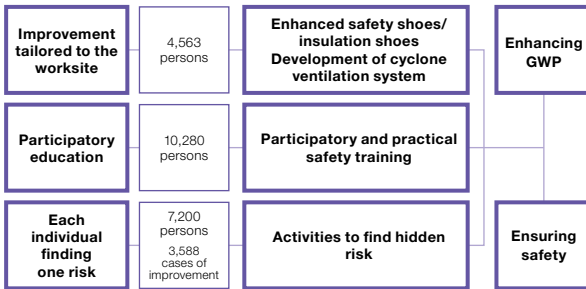 Improvement
tailored to the
worksite
4,563
persons
Enhanced safety shoes/
insulation shoes
Development of cyclone
ventilation system
Enhancing
GWP
Participatory
education
10,280
persons
Participatory and practical
safety training
Each
individual
finding
one risk
7,200
persons
3,588
cases of
improvement
Activities to find hidden
risk
Ensuring
safety